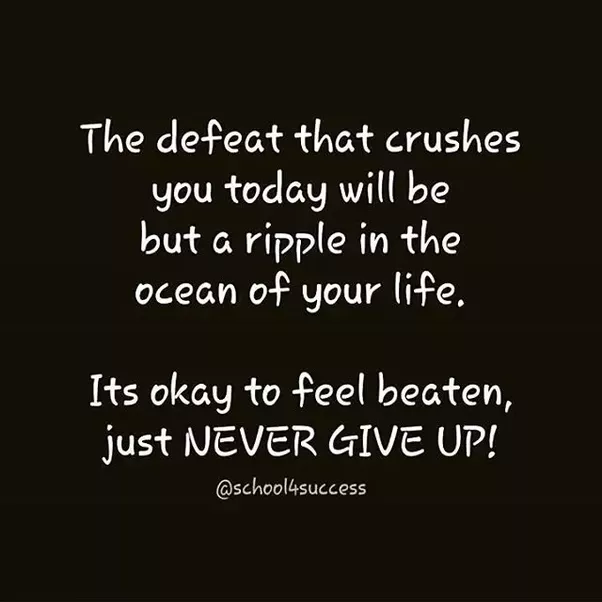 The defeat that crushes
you today will be
but a ripple in the
ocean of your life.
Its okay to feel beaten,
just NEVER GIVE UP!
@school4success